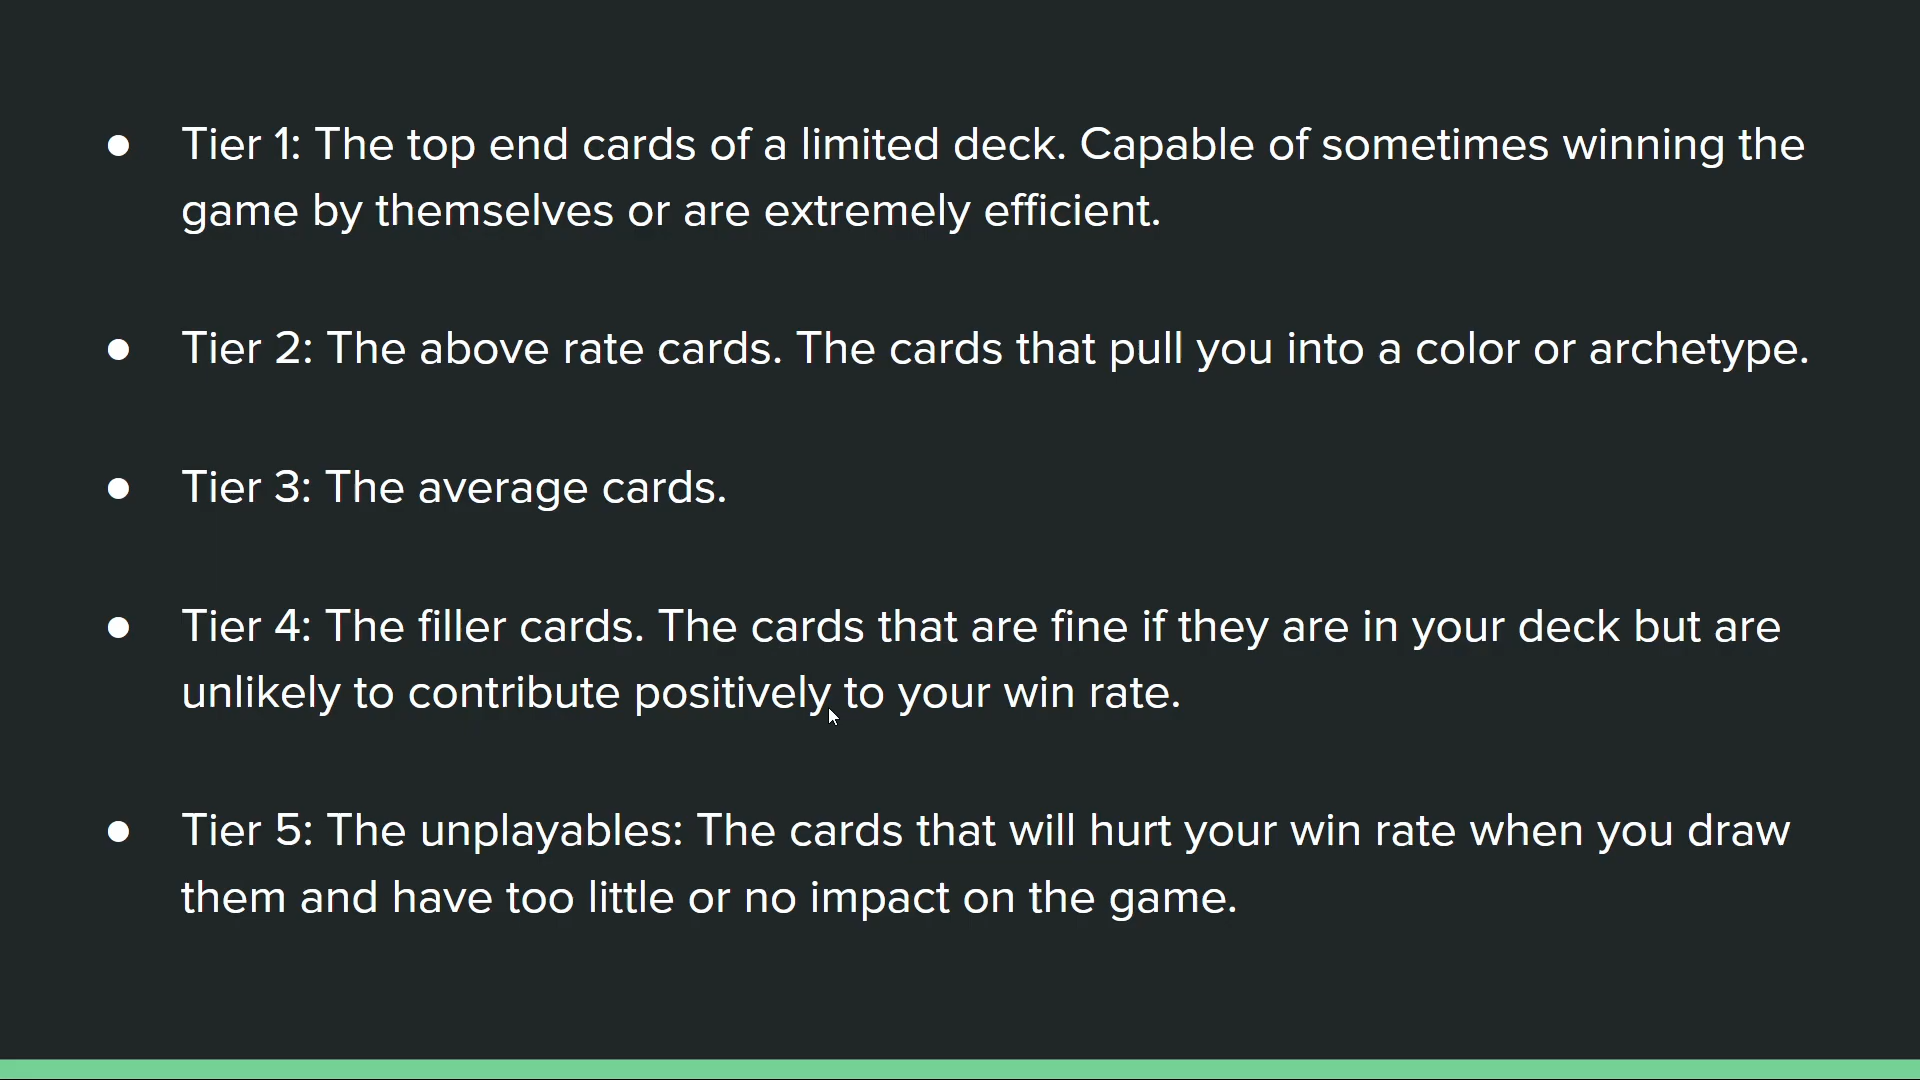 ● Tier 1: The top end cards of a limited deck. Capable of sometimes winning the
game by themselves or are extremely efficient.
● Tier 2: The above rate cards. The cards that pull you into a color or archetype.
● Tier 3: The average cards.
● Tier 4: The filler cards. The cards that are fine if they are in your deck but are
unlikely to contribute positively to your win rate.
● Tier 5: The unplayables: The cards that will hurt your win rate when you draw
them and have too little or no impact on the game.